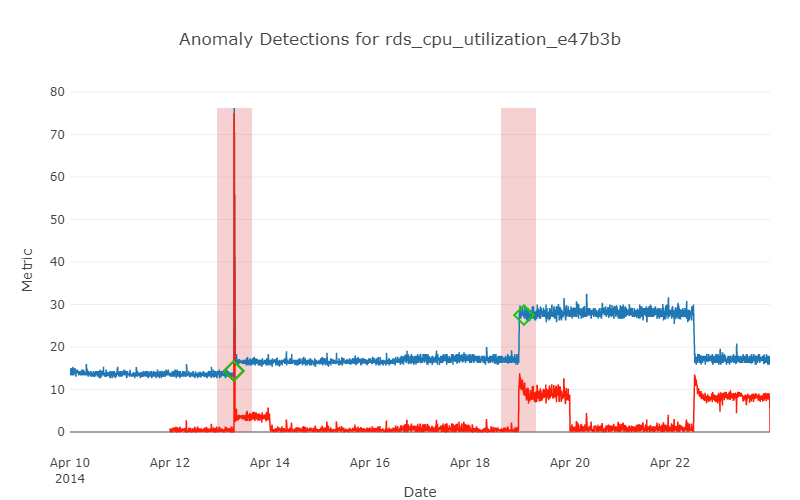 Anomaly Detections for rds_cpu_utilization_e47b3b
80
70
60
50
40
30
20
10
0
Metric
Apr 10
2014
Apr 12
Apr 14
Apr 16
Apr 18
Apr 20
Apr 22
Date